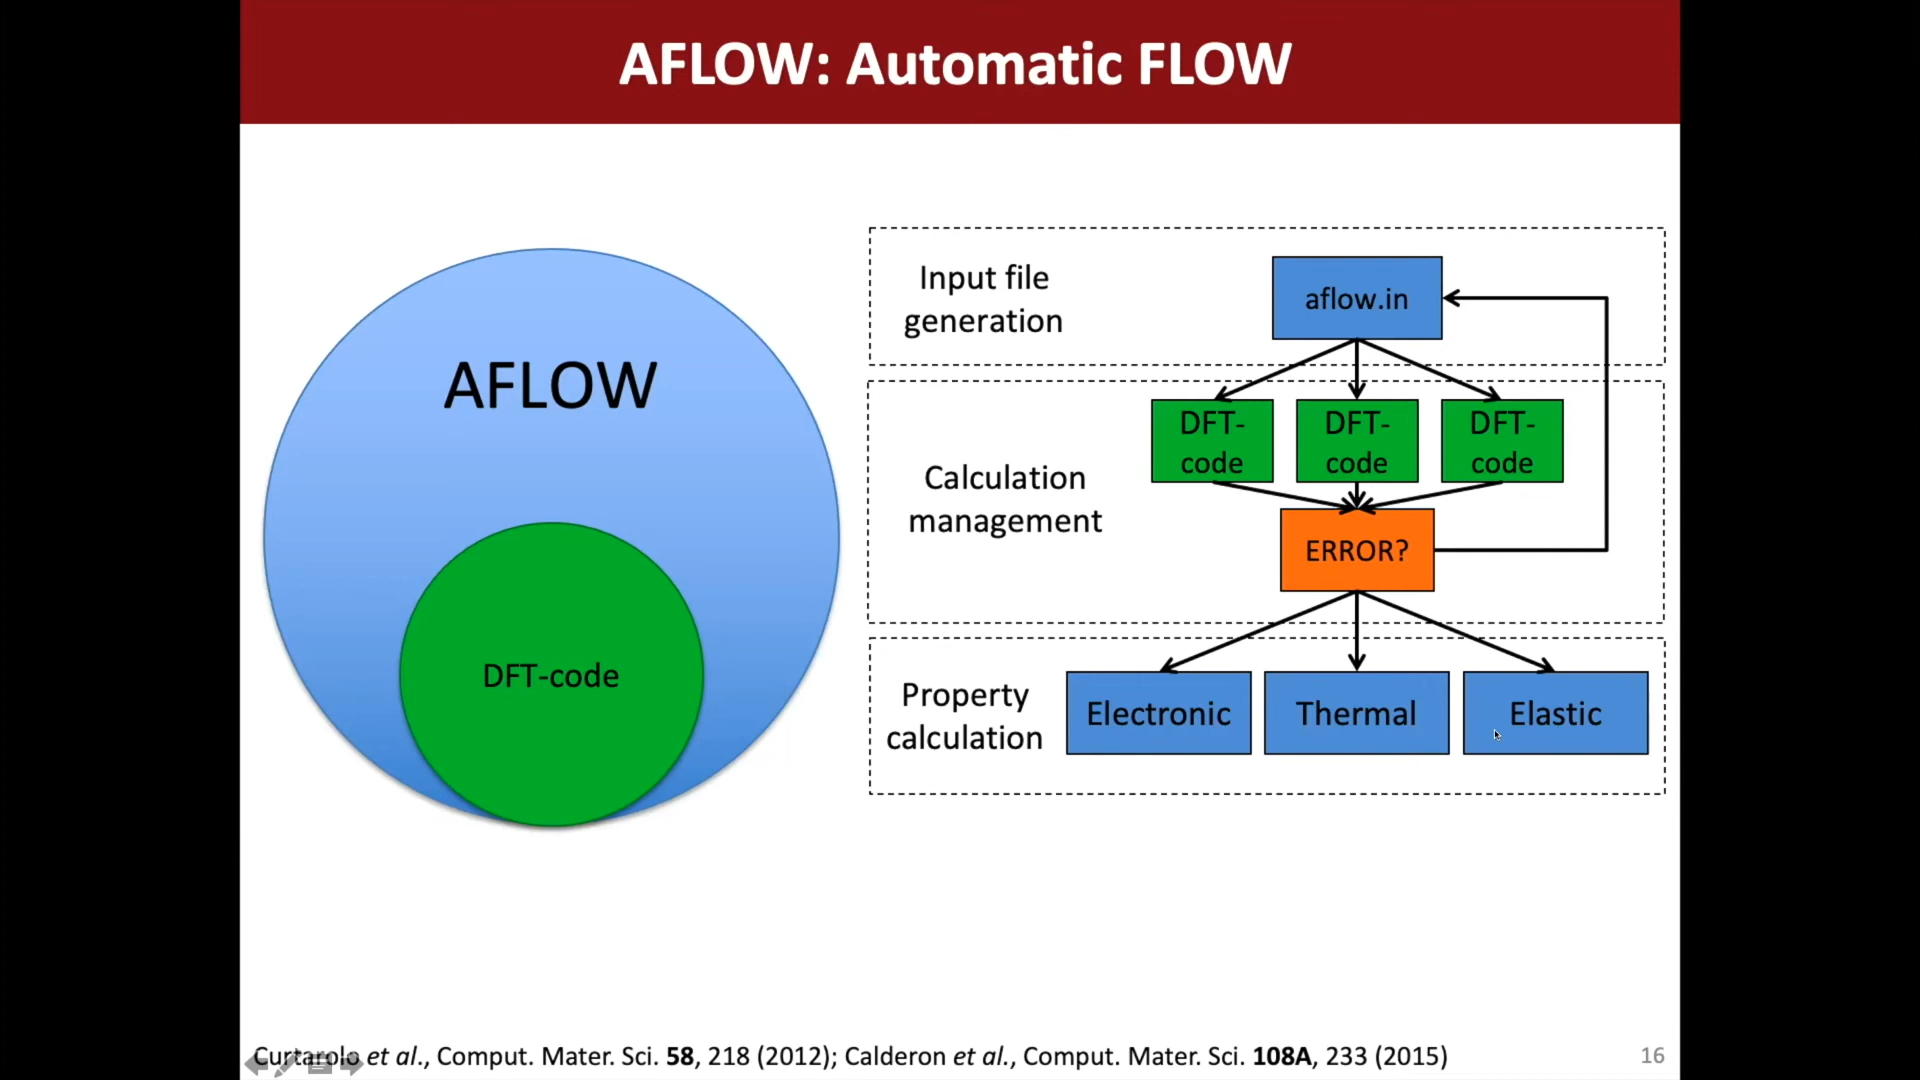 AFLOW: Automatic FLOW
AFLOW
DFT-code
Input file
generation
aflow.in
Calculation
management
DFT-
code
DFT-
code
DFT-
code
ERROR?
Property
calculation
Electronic
Thermal
Elastic
Curtarolo et al., Comput. Mater. Sci. 58, 218 (2012); Calderon et al., Comput. Mater. Sci. 108A, 233 (2015)
16